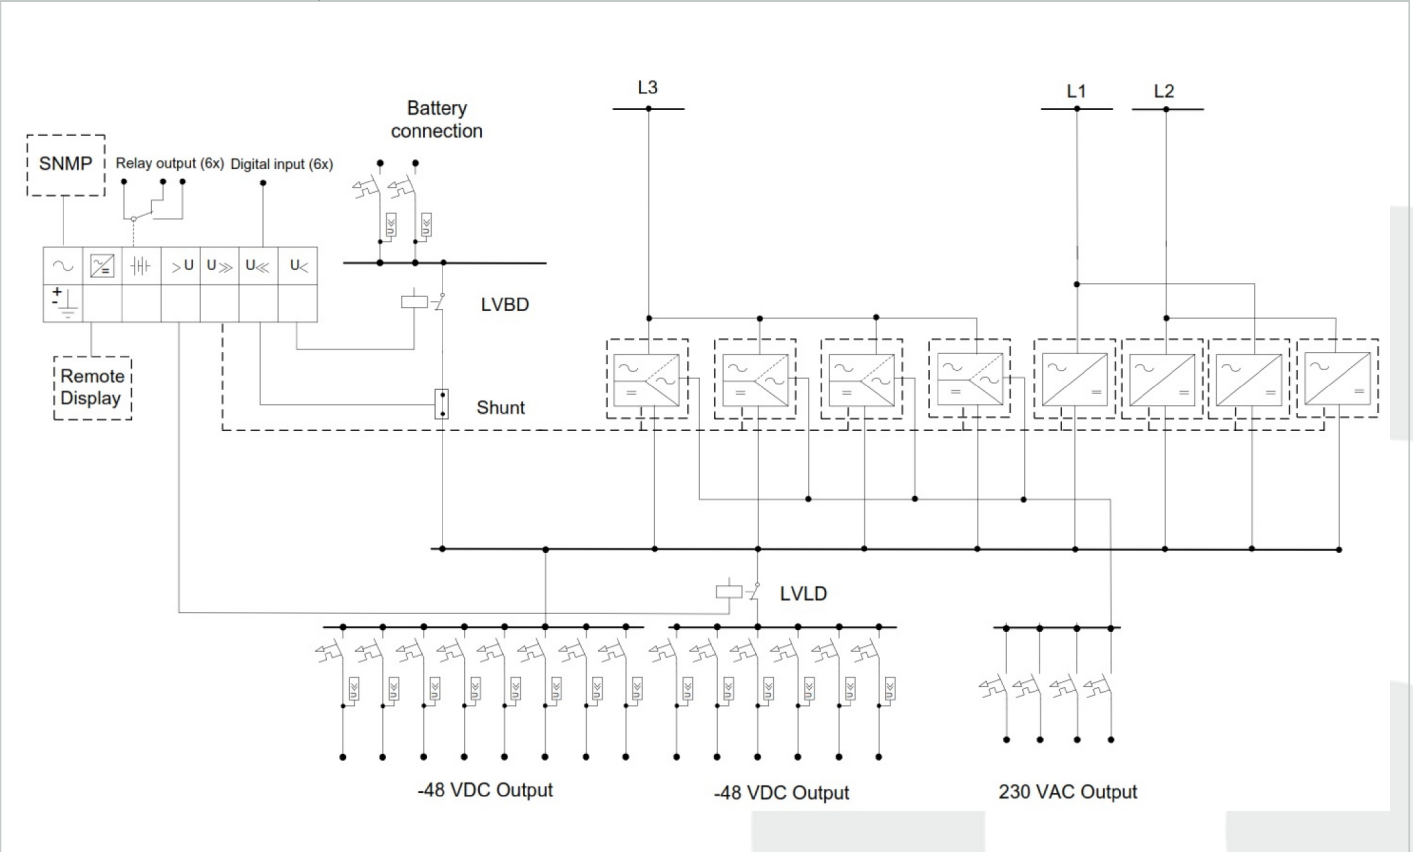 L3
L1
L2
Battery
connection
SNMP
Relay output (6x)
Digital input (6x)
>U
U>>
U<<
U<
+
-
LVBD
Remote
Display
Shunt
LVLD
-48 VDC Output
-48 VDC Output
230 VAC Output